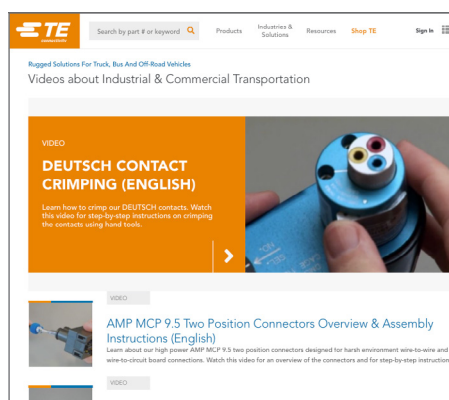 TE
connectivity
Search by part # or keyword
Products
Industries &
Solutions
Resources
Shop TE
Sign In
Rugged Solutions For Truck, Bus And Off-Road Vehicles
Videos about Industrial & Commercial Transportation
VIDEO
DEUTSCH CONTACT
CRIMPING (ENGLISH)
Learn how to crimp our DEUTSCH contacts. Watch
this video for step-by-step instructions on crimping
the contacts using hand tools.
VIDEO
AMP MCP 9.5 Two Position Connectors Overview & Assembly
Instructions (English)
Learn about our high power AMP MCP 9.5 two position connectors designed for harsh environment wire-to-wire and
wire-to-circuit board connections. Watch this video for an overview of the connectors and for step-by-step instruction
VIDEO